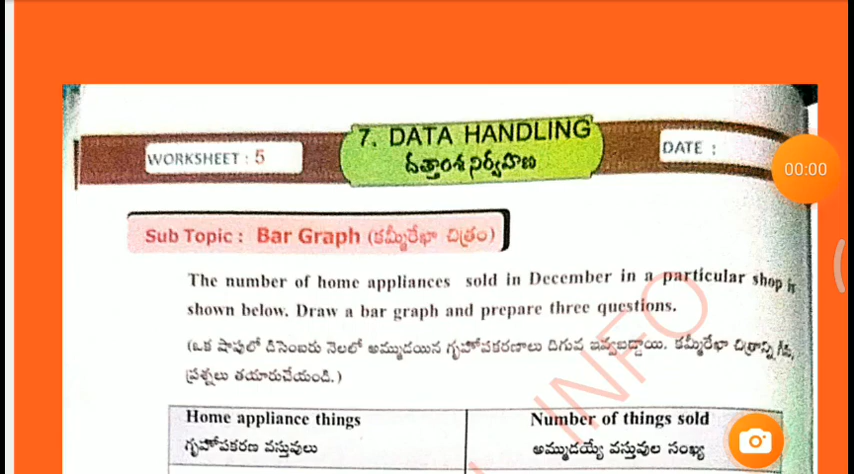 7. DATA HANDLING
WORKSHEET : 5
DATE :
దత్తాంశ నిర్వహణ
00:00
Sub Topic : Bar Graph (కమ్మీరేఖా చిత్రం)
The number of home appliances sold in December in a particular shop is
shown below. Draw a bar graph and prepare three questions.
(ఒక షాపులో డిసెంబరు నెలలో అమ్ముడయిన గృహోపకరణాలు దిగువ ఇవ్వబడ్డాయి. కమ్మీరేఖా చిత్రాన్ని గీసి,
ప్రశ్నలు తయారుచేయండి.)
INFO
Home appliance things
Number of things sold
గృహోపకరణ వస్తువులు
అమ్ముడయ్యే వస్తువుల సంఖ్య